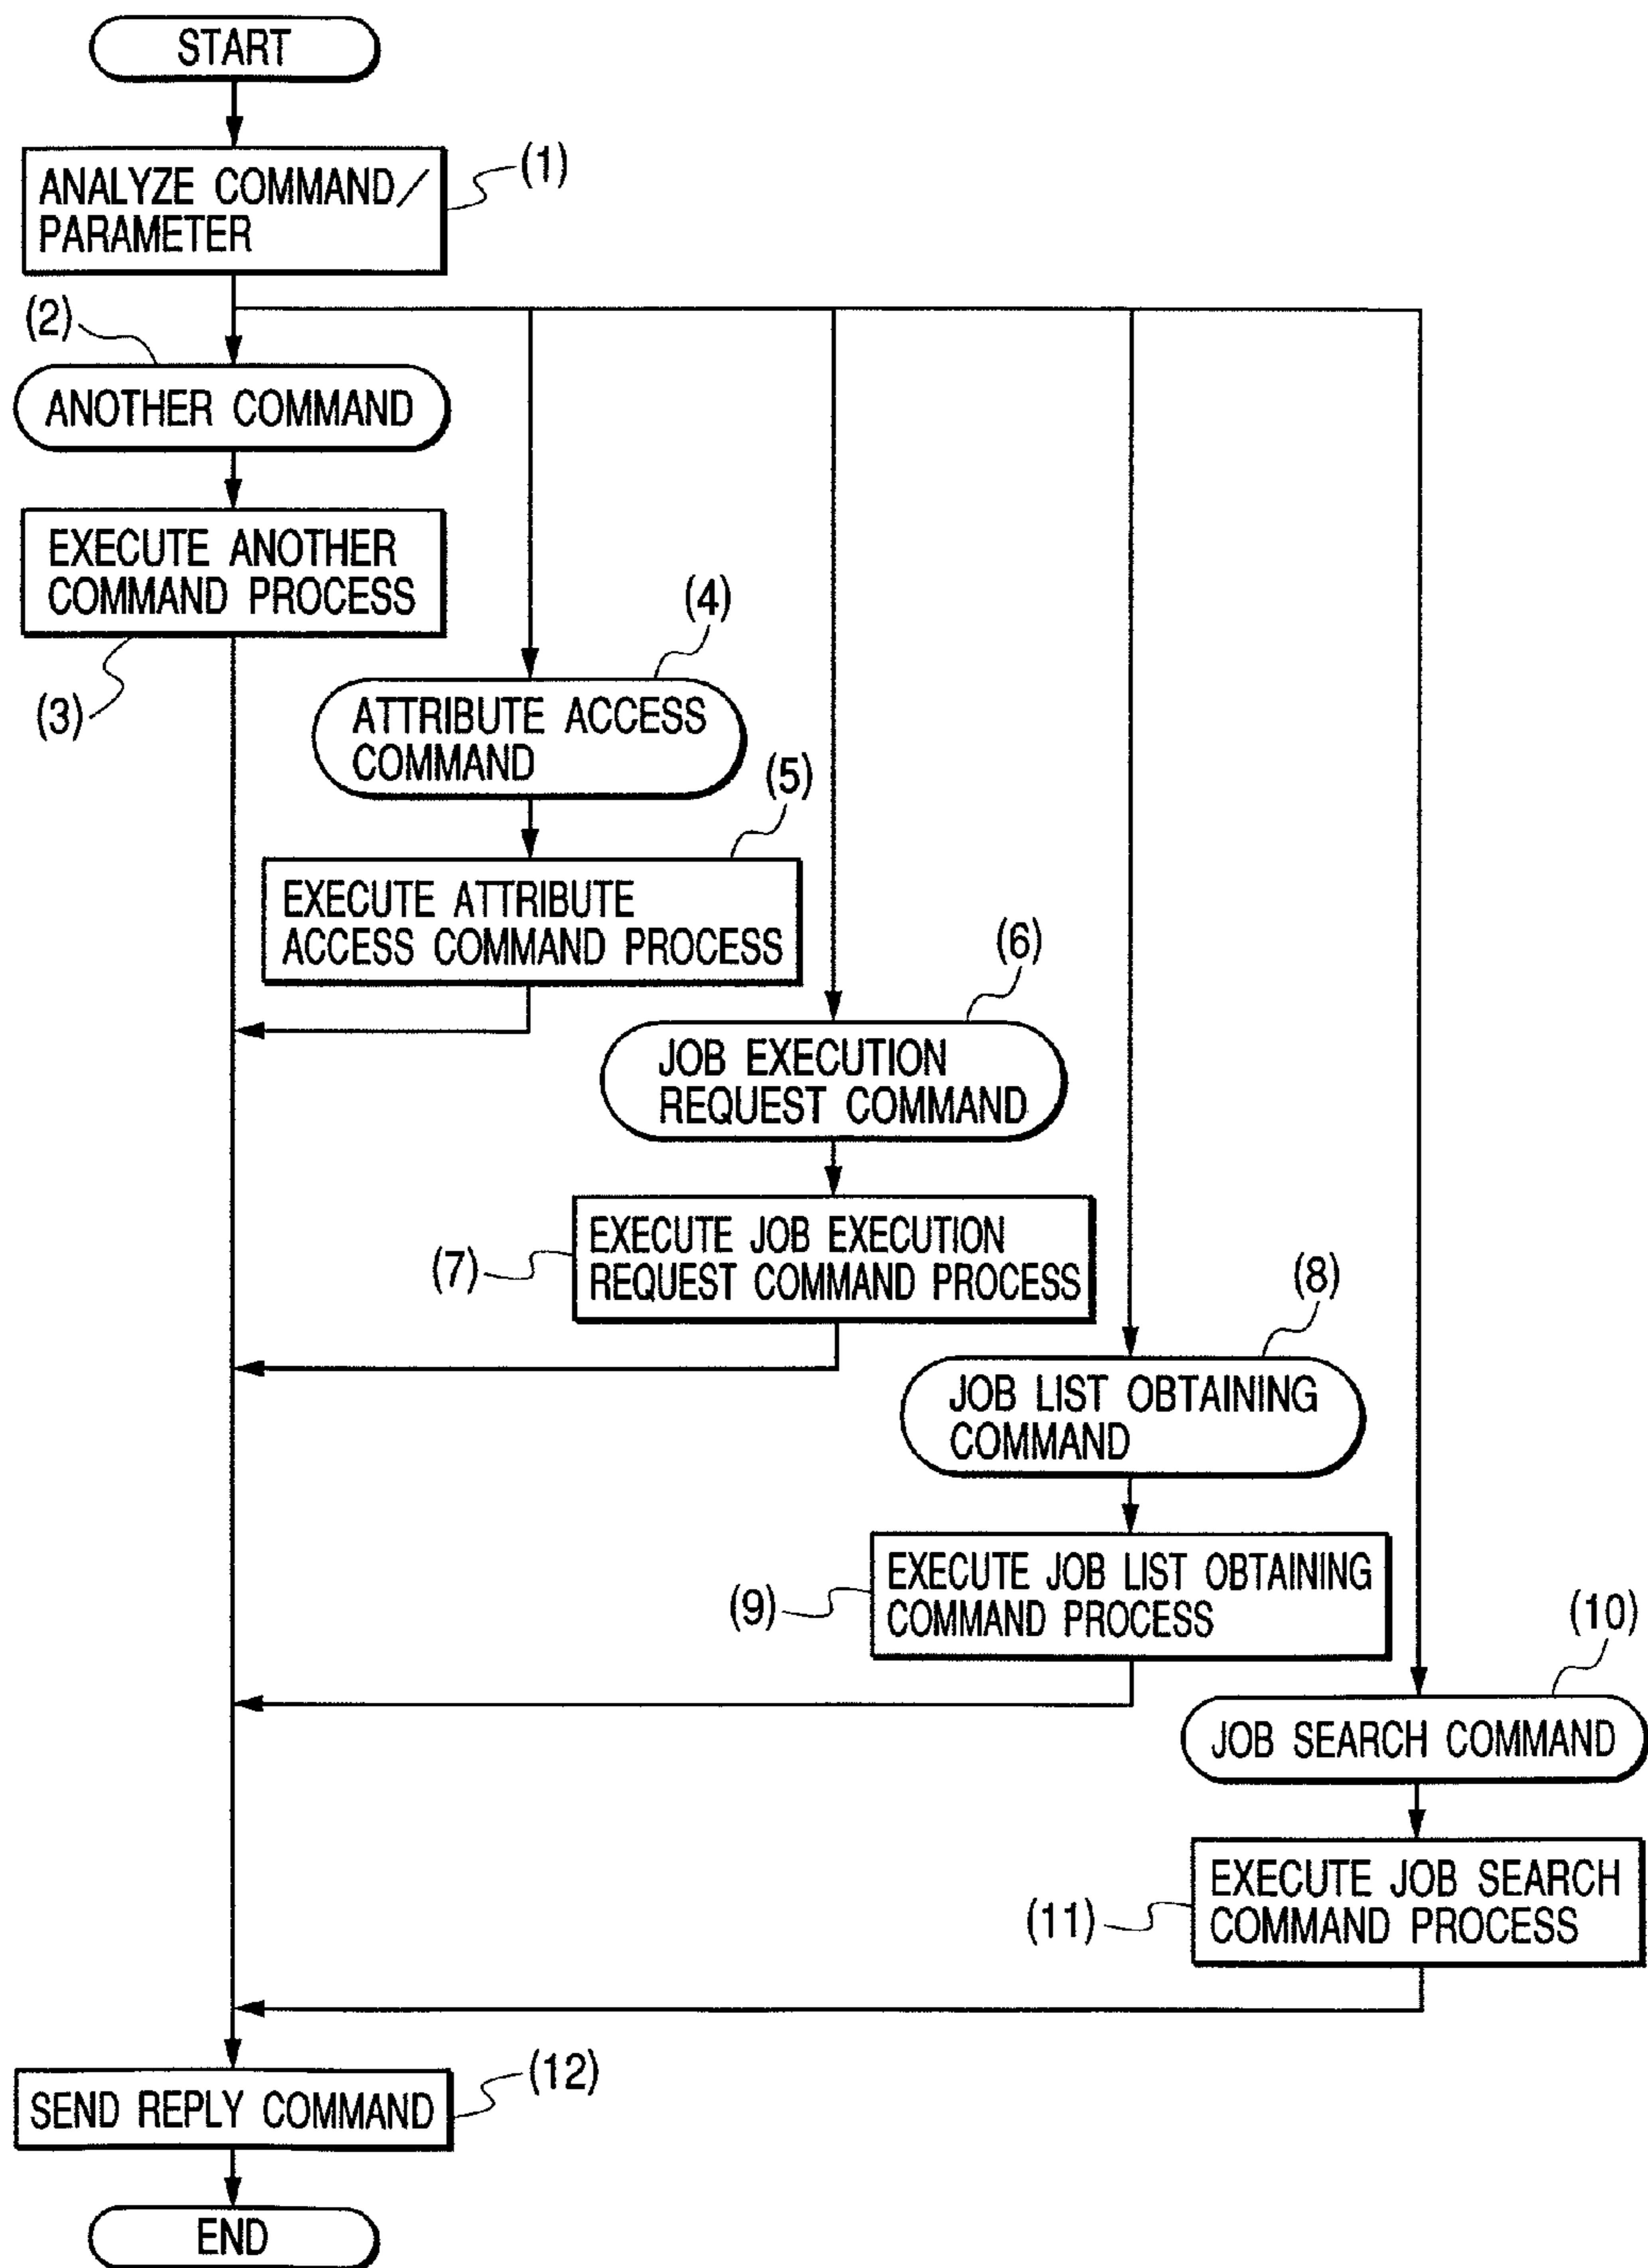 START
ANALYZE COMMAND/
PARAMETER
(1)
(2)
ANOTHER COMMAND
EXECUTE ANOTHER
COMMAND PROCESS
(3)
(4)
ATTRIBUTE ACCESS
COMMAND
(5)
EXECUTE ATTRIBUTE
ACCESS COMMAND PROCESS
(6)
JOB EXECUTION
REQUEST COMMAND
(7)
EXECUTE JOB EXECUTION
REQUEST COMMAND PROCESS
(8)
JOB LIST OBTAINING
COMMAND
(9)
EXECUTE JOB LIST OBTAINING
COMMAND PROCESS
(10)
JOB SEARCH COMMAND
(11)
EXECUTE JOB SEARCH
COMMAND PROCESS
SEND REPLY COMMAND
(12)
END